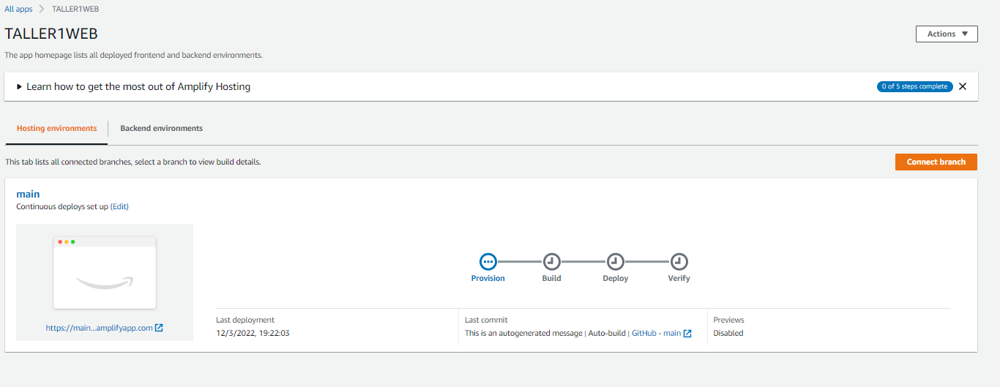 All apps > TALLER1WEB
TALLER1WEB
Actions
The app homepage lists all deployed frontend and backend environments.
Learn how to get the most out of Amplify Hosting
0 of 5 steps complete
Hosting environments
Backend environments
This tab lists all connected branches, select a branch to view build details.
Connect branch
main
Continuous deploys set up (Edit)
Provision
Build
Deploy
Verify
https://main...amplifyapp.com
Last deployment
12/3/2022, 19:22:03
Last commit
This is an autogenerated message | Auto-build | GitHub - main
Previews
Disabled